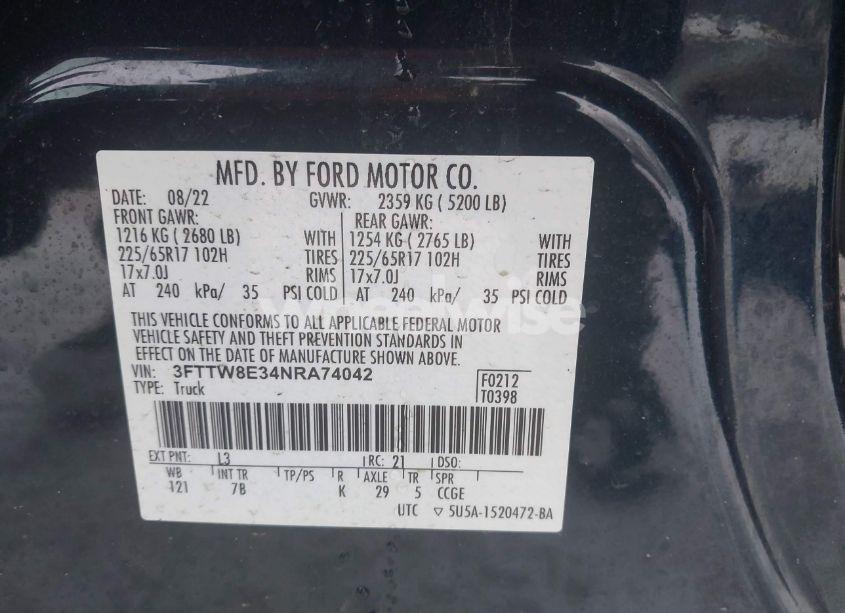 MFD. BY FORD MOTOR CO.
DATE: 08/22 GVWR: 2359 KG ( 5200 LB)
FRONT GAWR: REAR GAWR:
1216 KG ( 2680 LB) WITH 1254 KG ( 2765 LB) WITH
225/65R17 102H TIRES 225/65R17 102H TIRES
17x7.0J RIMS 17x7.0J RIMS
AT 240 kPa/ 35 PSI COLD AT 240 kPa/ 35 PSI COLD
THIS VEHICLE CONFORMS TO ALL APPLICABLE FEDERAL MOTOR
VEHICLE SAFETY AND THEFT PREVENTION STANDARDS IN
EFFECT ON THE DATE OF MANUFACTURE SHOWN ABOVE.
VIN: 3FTTW8E34NRA74042
TYPE: Truck
F0212
T0398
EXT PNT: L3 RC: 21 DSO:
WB INT TR TP/PS R AXLE TR SPR
121 7B K 29 5 CCGE
UTC ▽ 5U5A-1520472-BA